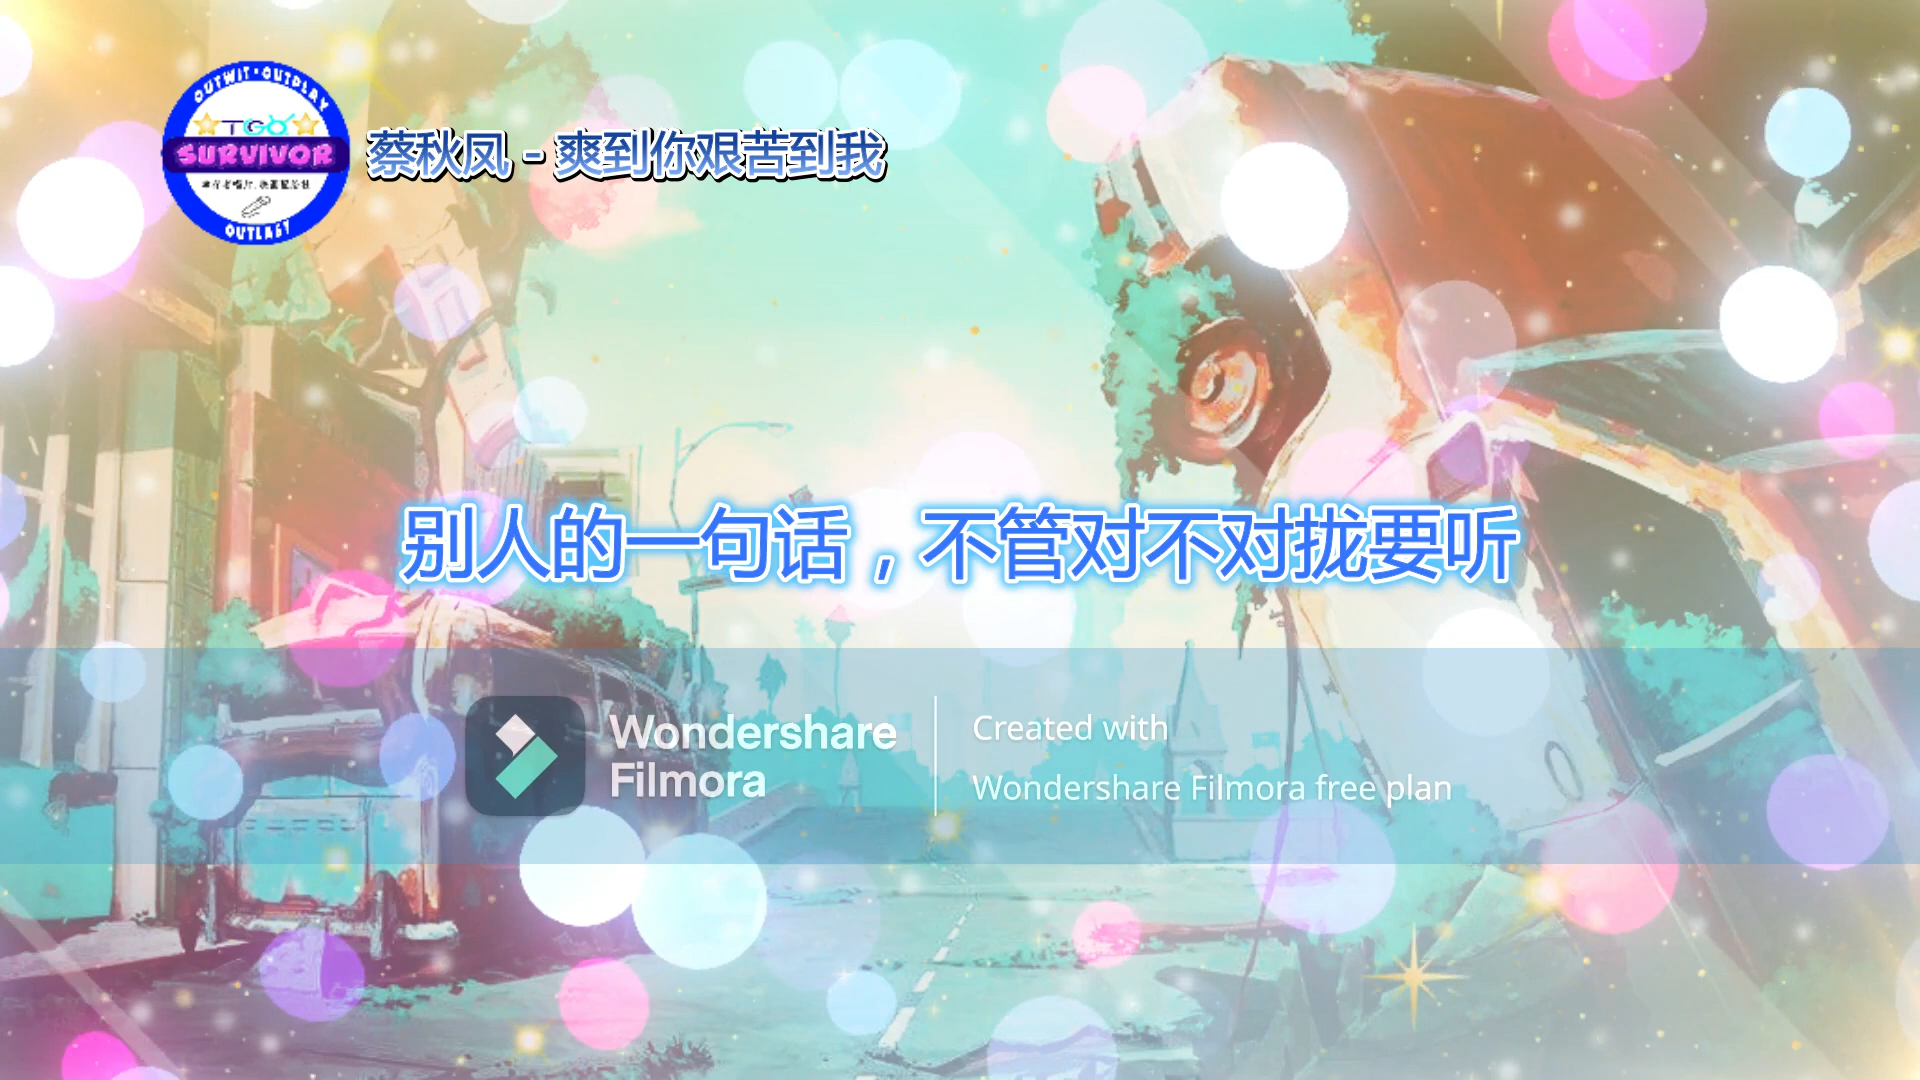 OUTWIT · OUTPLAY
TGO
SURVIVOR
OUTLAST
蔡秋凤 - 爽到你艰苦到我
别人的一句话，不管对不对拢要听
Wondershare
Filmora
Created with
Wondershare Filmora free plan